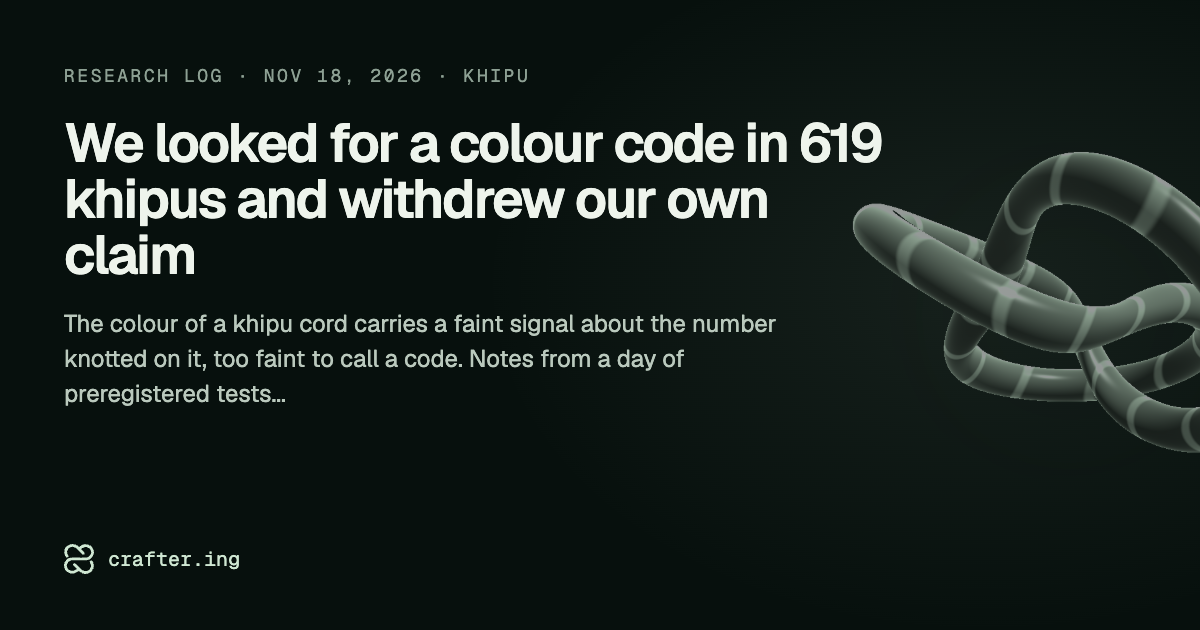 RESEARCH LOG · NOV 18, 2026 · KHIPU
We looked for a colour code in 619
khipus and withdrew our own
claim
The colour of a khipu cord carries a faint signal about the number
knotted on it, too faint to call a code. Notes from a day of
preregistered tests...
crafter.ing